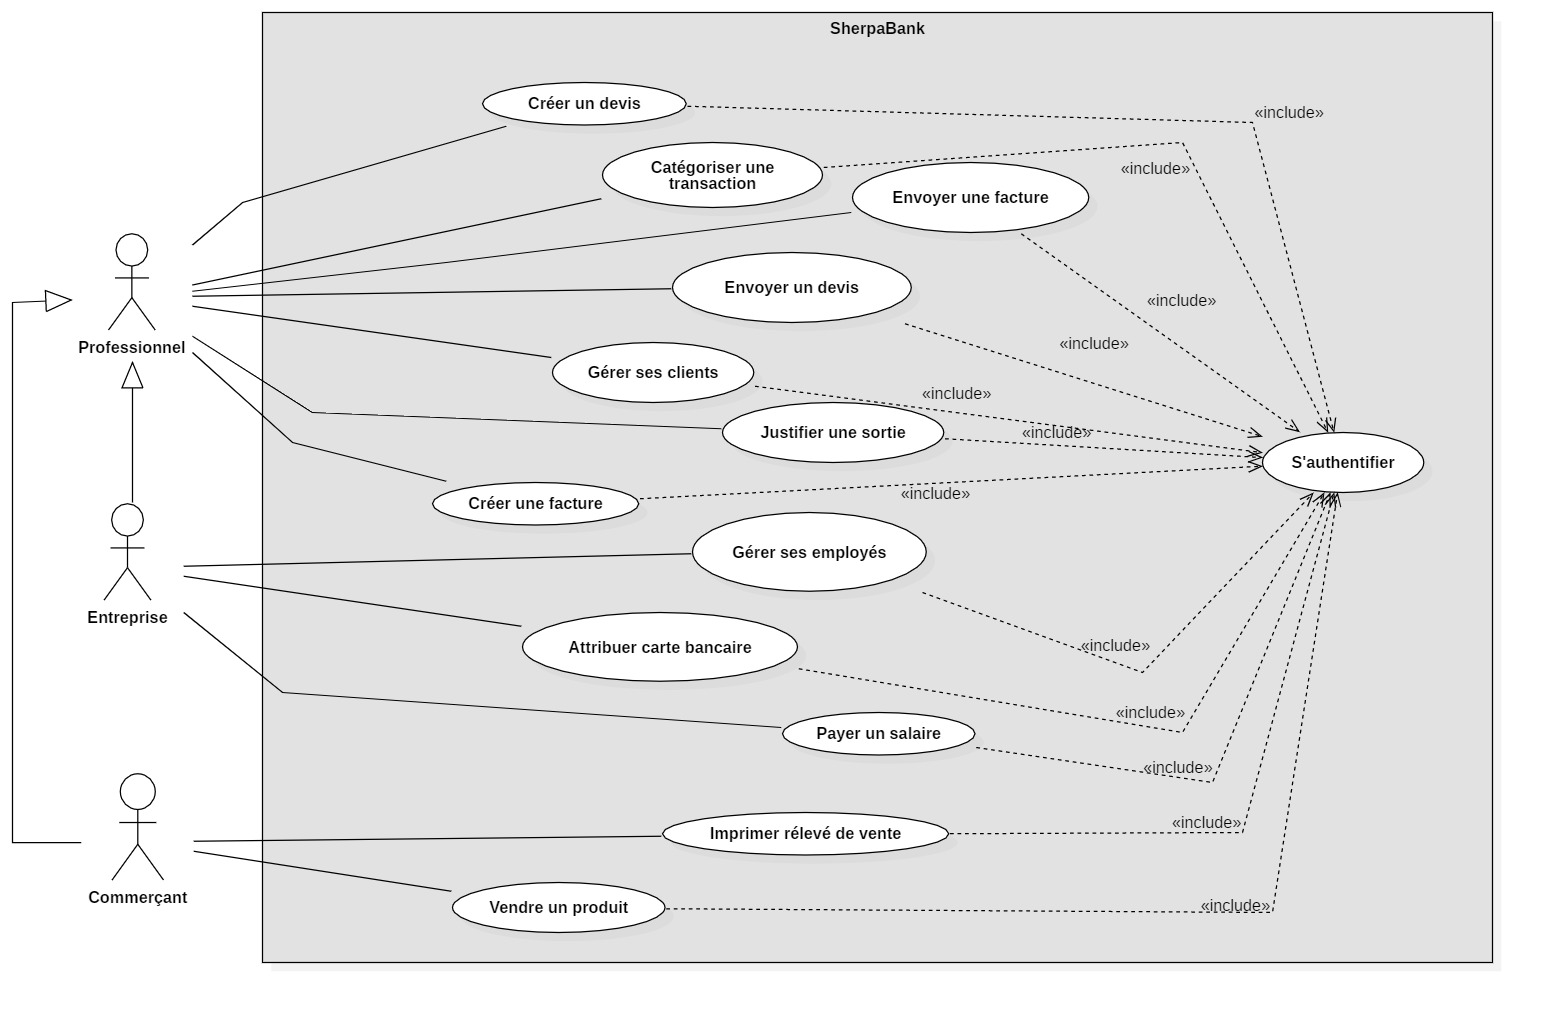 SherpaBank
Créer un devis
«include»
Catégoriser une
transaction
«include»
Envoyer une facture
Envoyer un devis
«include»
«include»
Professionnel
Gérer ses clients
«include»
Justifier une sortie
«include»
S'authentifier
Créer une facture
«include»
Gérer ses employés
Entreprise
Attribuer carte bancaire
«include»
«include»
Payer un salaire
«include»
Imprimer rélevé de vente
«include»
Commerçant
Vendre un produit
«include»